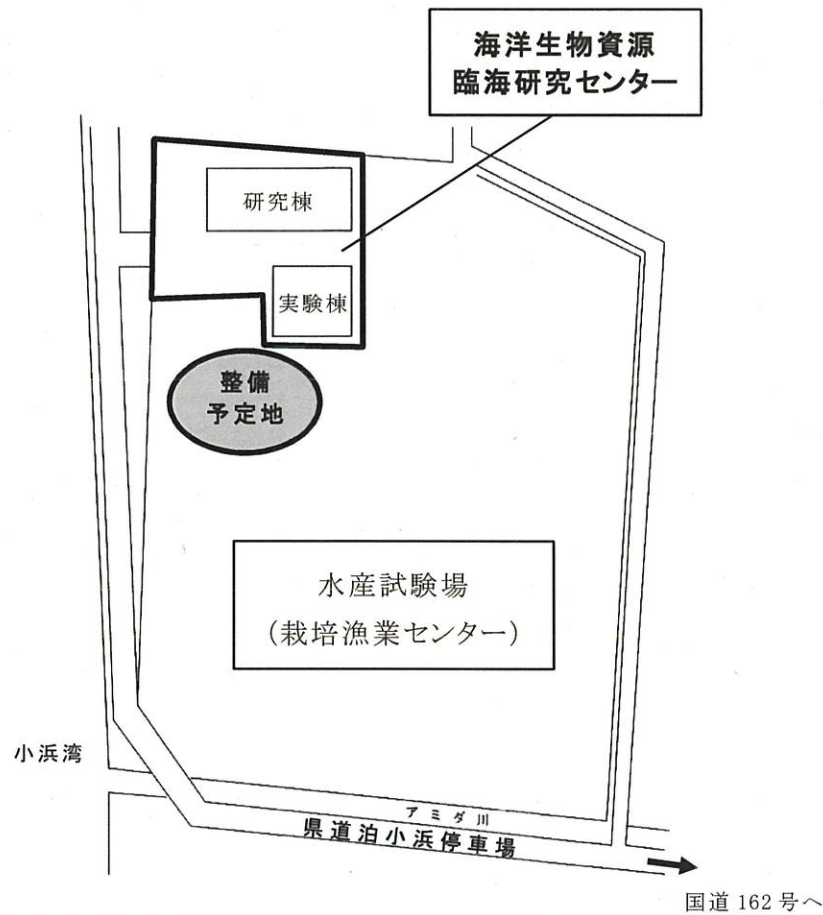 海洋生物資源
臨海研究センター
研究棟
実験棟
整備
予定地
水産試験場
(栽培漁業センター)
小浜湾
アミダ川
県道泊小浜停車場
国道162号へ